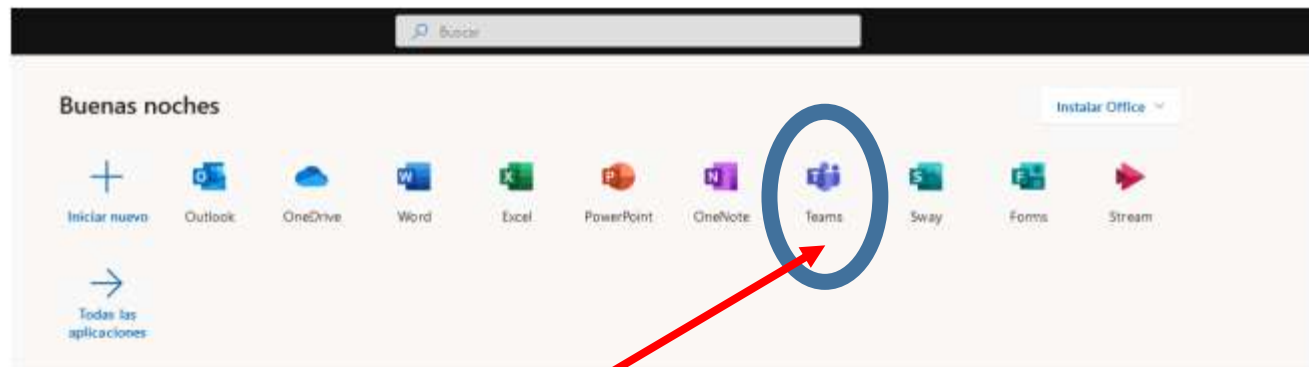 Buscar
Buenas noches
Instalar Office
Iniciar nuevo
Outlook
OneDrive
Word
Excel
PowerPoint
OneNote
Teams
Sway
Forms
Stream
Todas las
aplicaciones